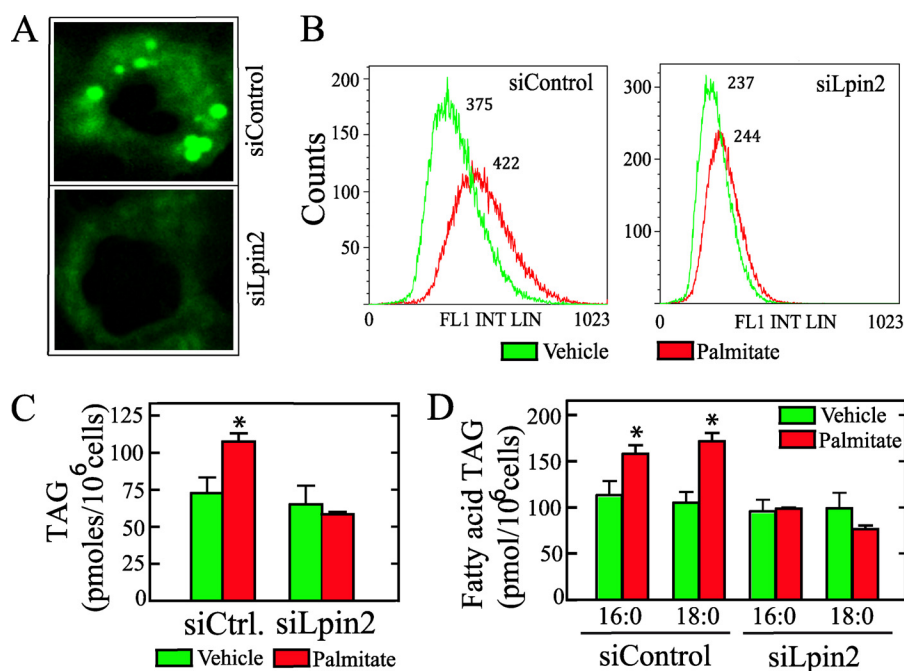 A
siControl
siLpin2
B
siControl
375
422
Counts
200
150
100
50
0
FL1 INT LIN
1023
siLpin2
237
244
300
200
100
0
FL1 INT LIN
1023
Vehicle
Palmitate
C
TAG
(pmoles/10⁶cells)
125
100
75
50
25
0
*
siCtrl.
siLpin2
Vehicle
Palmitate
D
Fatty acid TAG
(pmol/10⁶cells)
200
150
100
50
0
Vehicle
Palmitate
*
*
16:0 18:0 16:0 18:0
siControl
siLpin2